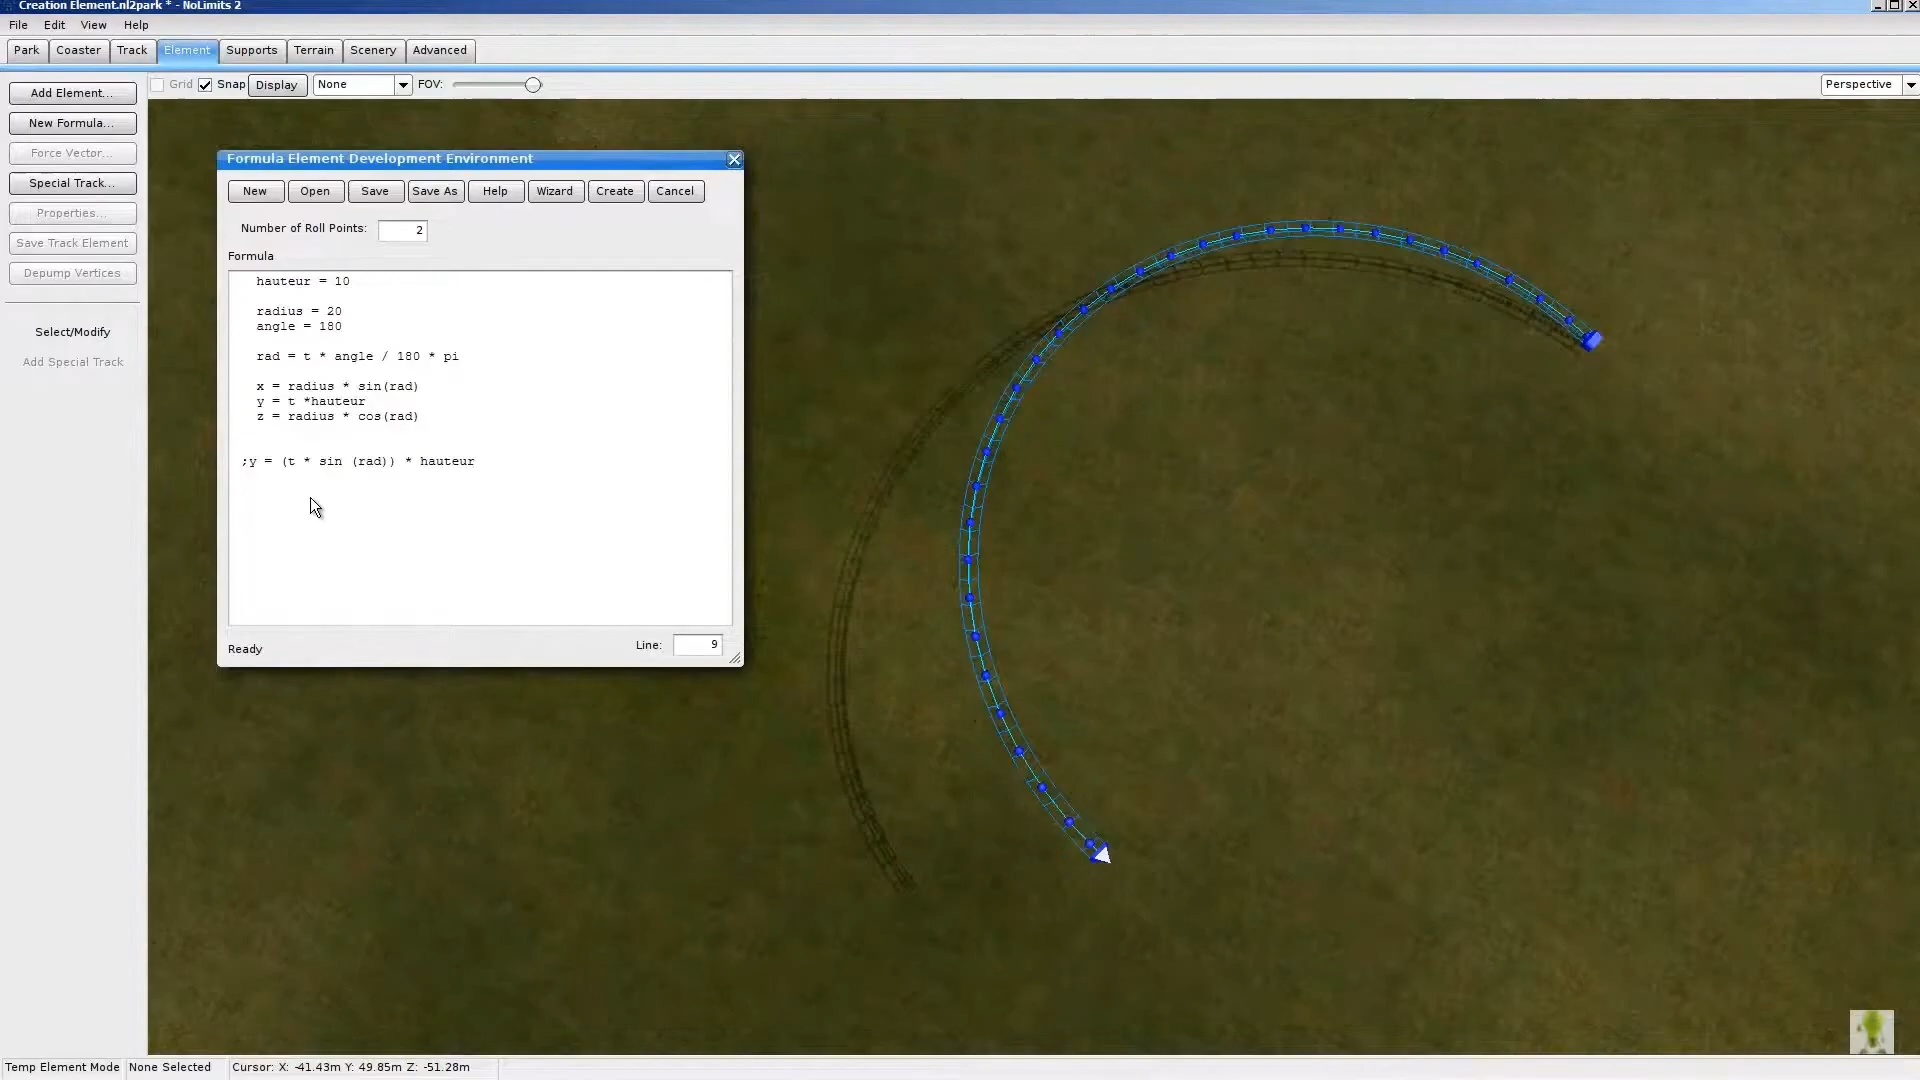 Creation Element.nl2park * - NoLimits 2
File Edit View Help
Park Coaster Track Element Supports Terrain Scenery Advanced
Add Element...
New Formula...
Force Vector...
Special Track...
Properties...
Save Track Element
Depump Vertices
Select/Modify
Add Special Track
Grid Snap Display None FOV: Perspective
Formula Element Development Environment
New Open Save Save As Help Wizard Create Cancel
Number of Roll Points: 2
Formula
hauteur = 10
radius = 20
angle = 180
rad = t * angle / 180 * pi
x = radius * sin(rad)
y = t *hauteur
z = radius * cos(rad)
;y = (t * sin (rad)) * hauteur
Ready
Line: 9
Temp Element Mode None Selected Cursor: X: -41.43m Y: 49.85m Z: -51.28m